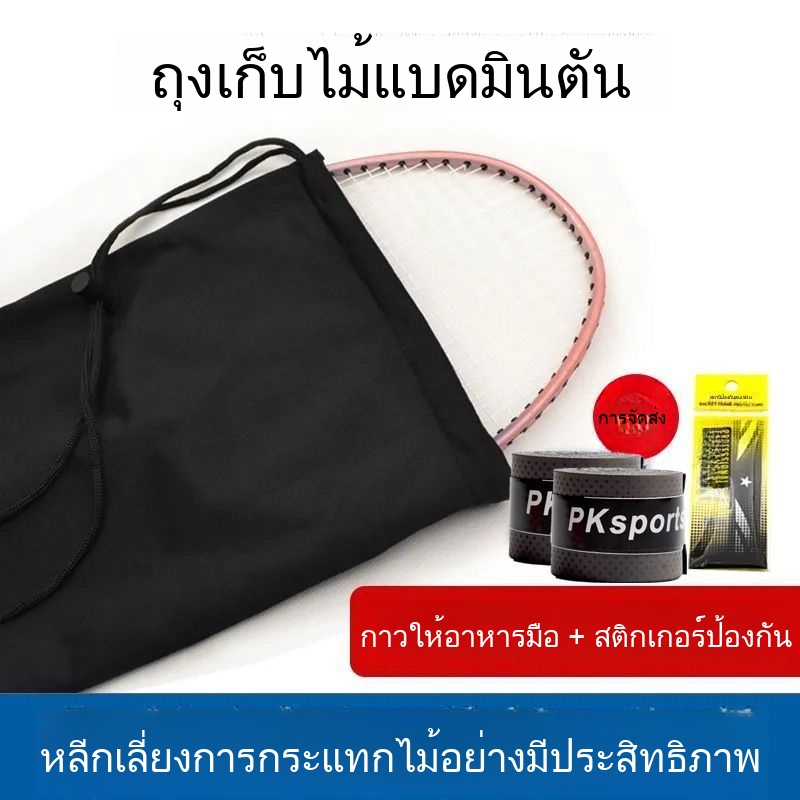 ถุงเก็บไม้แบดมินตัน
การจัดส่ง
PKsports
PKsports
กาวให้อาหารมือ + สติกเกอร์ป้องกัน
หลีกเลี่ยงการกระแทกไม้อย่างมีประสิทธิภาพ